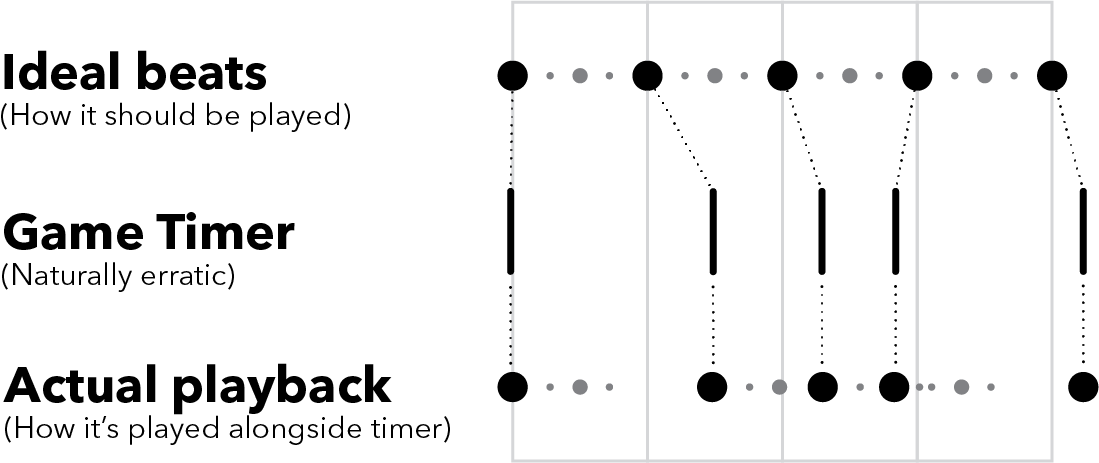 Ideal beats
(How it should be played)
Game Timer
(Naturally erratic)
Actual playback
(How it’s played alongside timer)